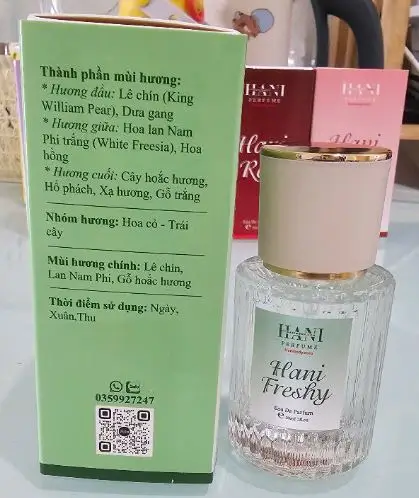 Thành phần mùi hương:
* Hương đầu: Lê chín (King
William Pear), Dưa gang
* Hương giữa: Hoa lan Nam
Phi trắng (White Freesia), Hoa
hồng
* Hương cuối: Cây hoắc hương,
Hổ phách, Xạ hương, Gỗ trắng
Nhóm hương: Hoa cỏ - Trái
cây
Mùi hương chính: Lê chín,
Lan Nam Phi, Gỗ hoắc hương
Thời điểm sử dụng: Ngày,
Xuân,Thu
0359927247
HANI
PERFUME
Hani
HANI
PERFUME
Hani
HANI
PERFUME
Hani
Freshy
Eau De Parfum